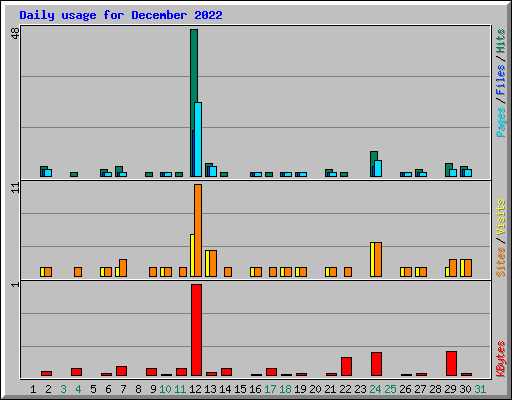 Daily usage for December 2022
48
Pages / Files / Hits
11
Sites / Visits
1
KBytes
1 2 3 4 5 6 7 8 9 10 11 12 13 14 15 16 17 18 19 20 21 22 23 24 25 26 27 28 29 30 31